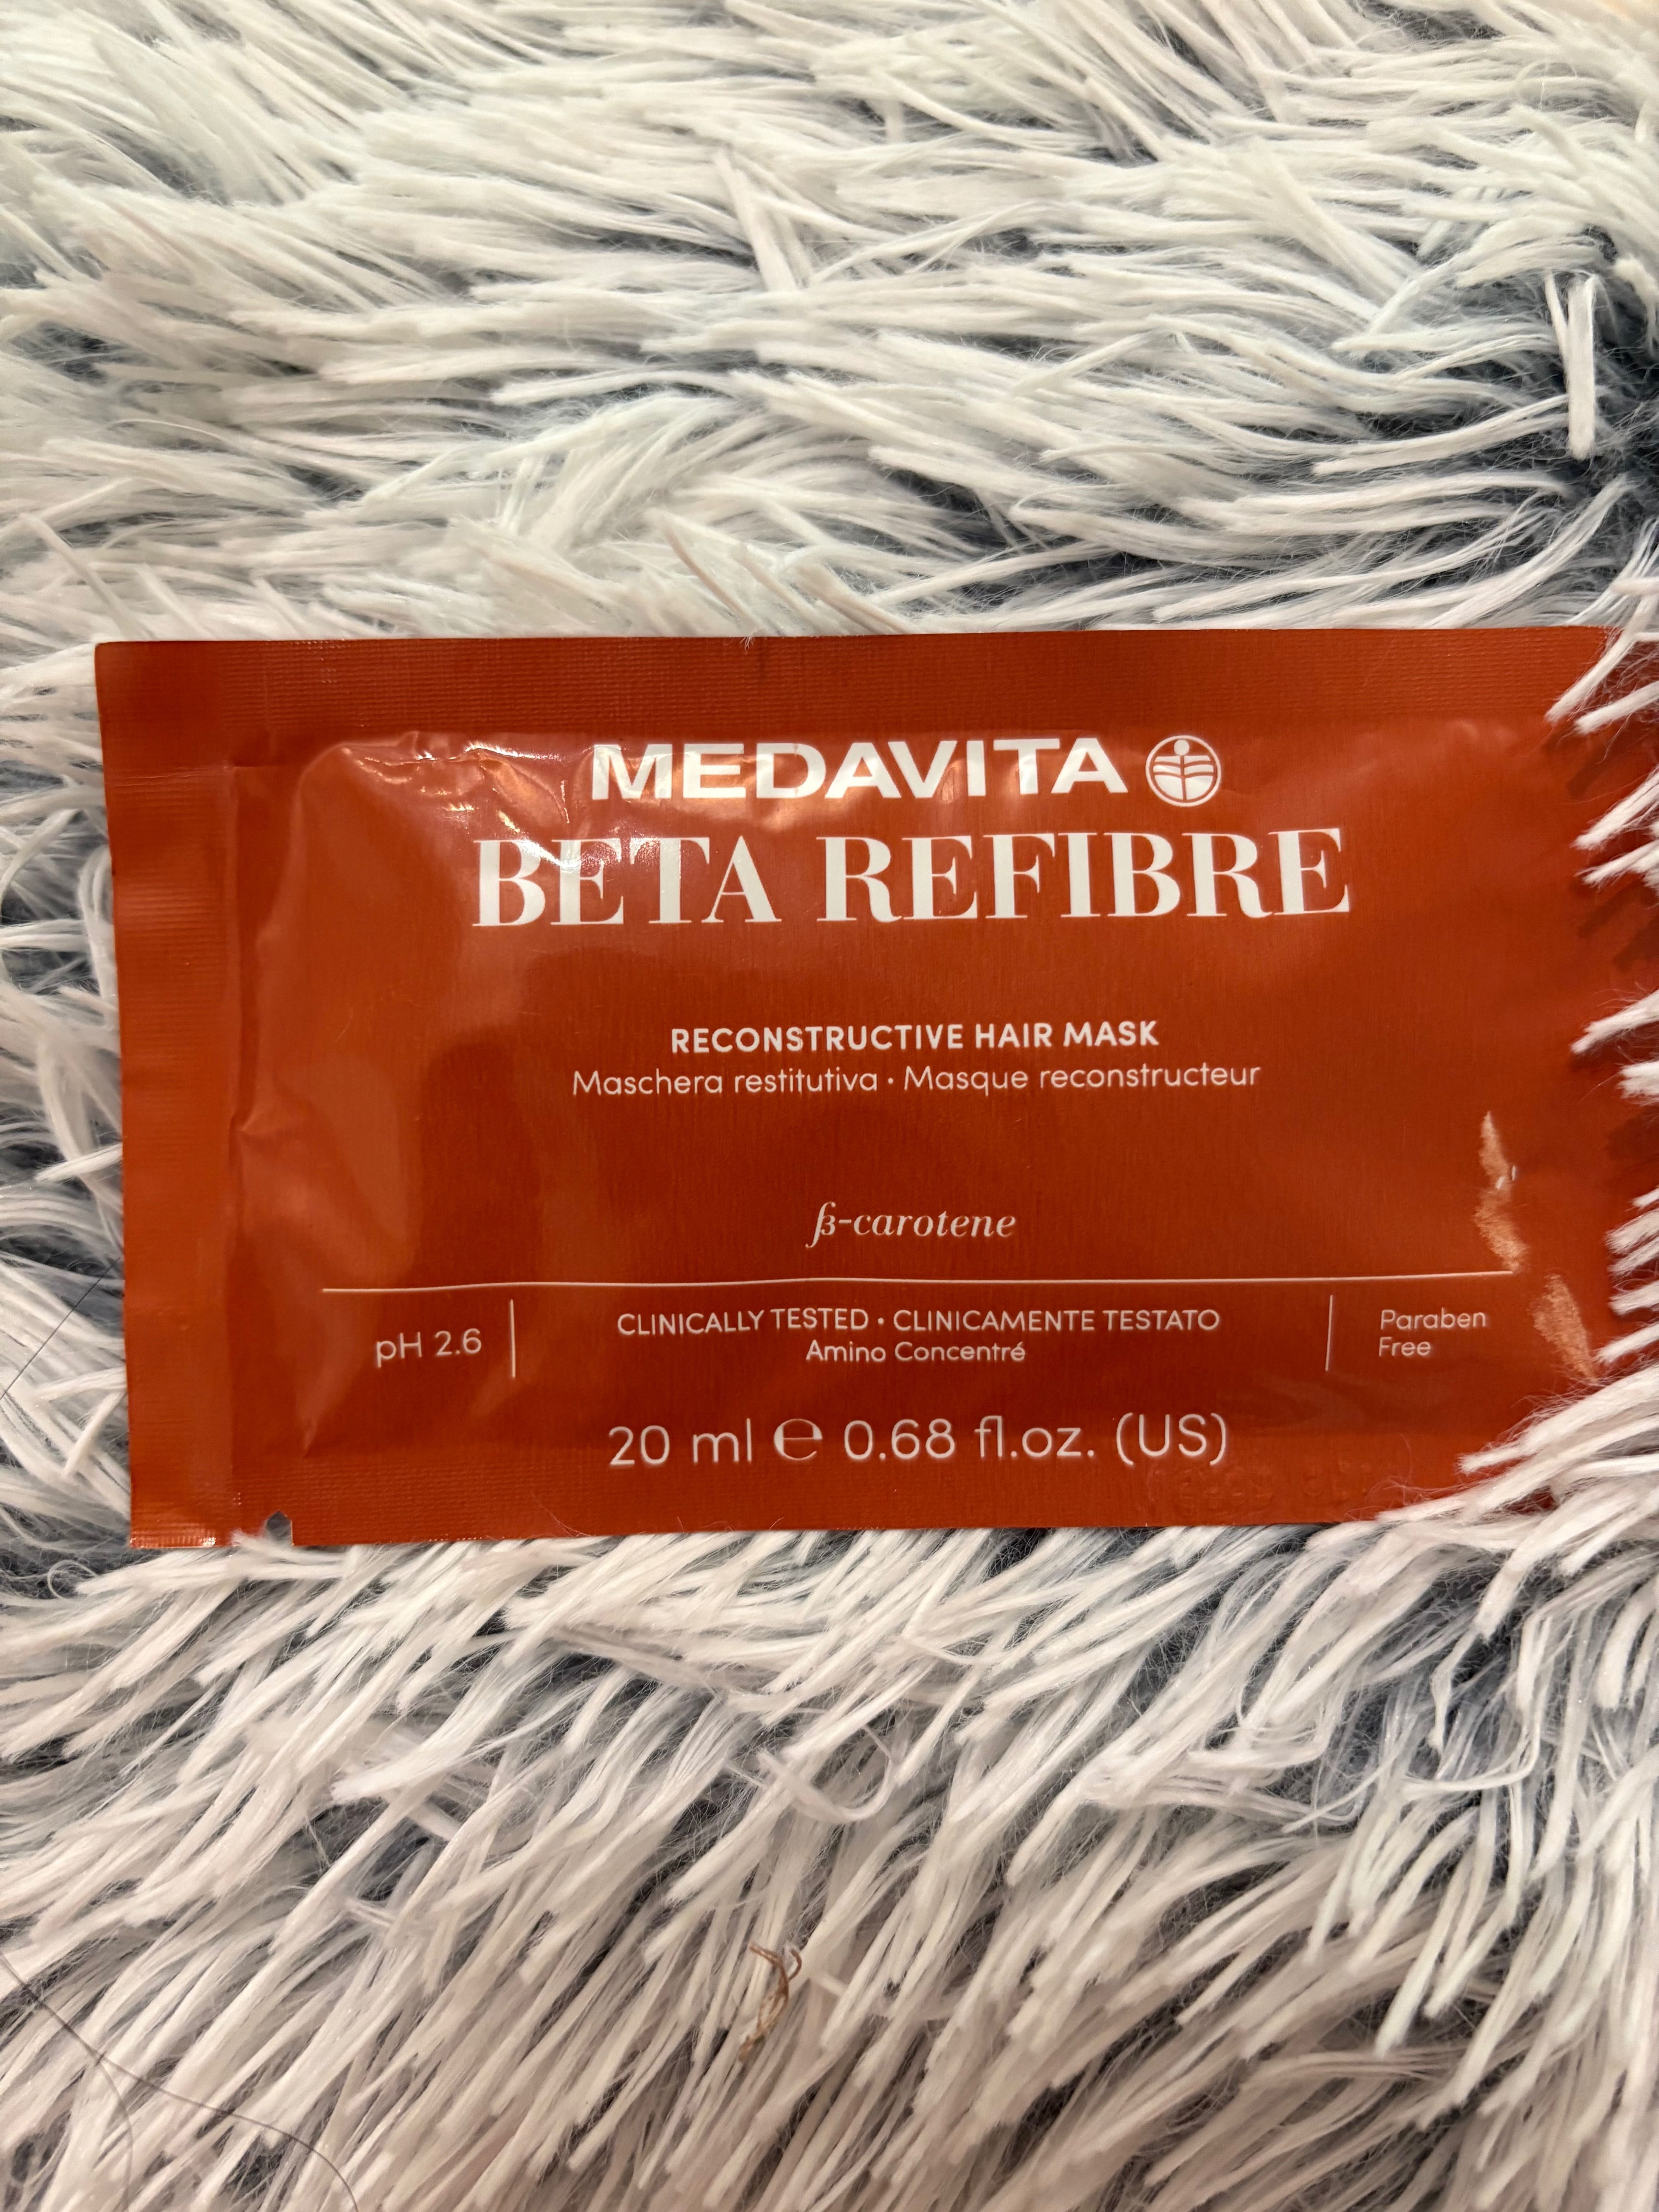 MEDAVITA
BETA REFIBRE
RECONSTRUCTIVE HAIR MASK
Maschera restitutiva • Masque reconstructeur
ß-carotene
pH 2.6
CLINICALLY TESTED • CLINICAMENTE TESTATO
Amino Concentré
Paraben
Free
20 ml ℮ 0.68 fl.oz. (US)